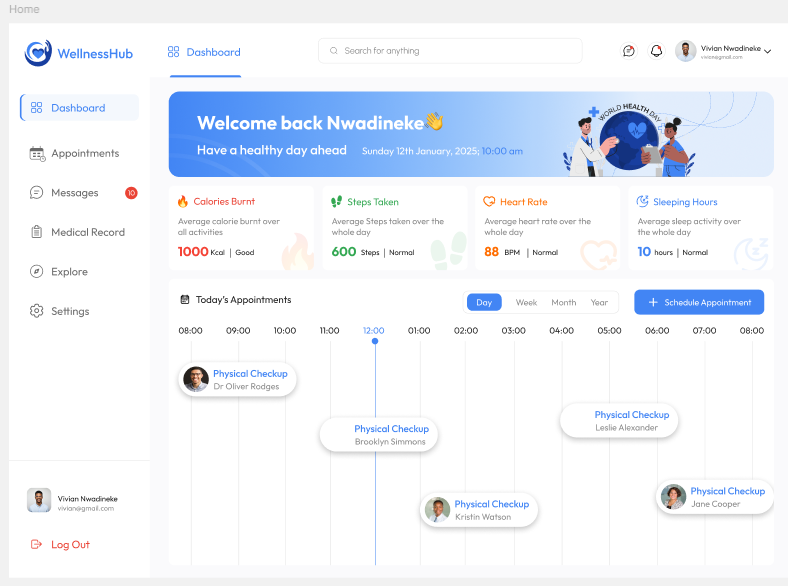 Home
WellnessHub
Dashboard
Search for anything
Vivian Nwadineke
vivian@gmail.com
Dashboard
Appointments
Messages
10
Medical Record
Explore
Settings
Vivian Nwadineke
vivian@gmail.com
Log Out
Welcome back Nwadineke👋
Have a healthy day ahead
Sunday 12th January, 2025; 10:00 am
WORLD HEALTH DAY
Calories Burnt
Average calorie burnt over
all activities
1000 Kcal | Good
Steps Taken
Average Steps taken over the
whole day
600 Steps | Normal
Heart Rate
Average heart rate over the
whole day
88 BPM | Normal
Sleeping Hours
Average sleep activity over
the whole day
10 hours | Normal
Today's Appointments
Day Week Month Year
+ Schedule Appointment
08:00 09:00 10:00 11:00 12:00 01:00 02:00 03:00 04:00 05:00 06:00 07:00 08:00
Physical Checkup
Dr Oliver Rodges
Physical Checkup
Leslie Alexander
Physical Checkup
Brooklyn Simmons
Physical Checkup
Jane Cooper
Physical Checkup
Kristin Watson